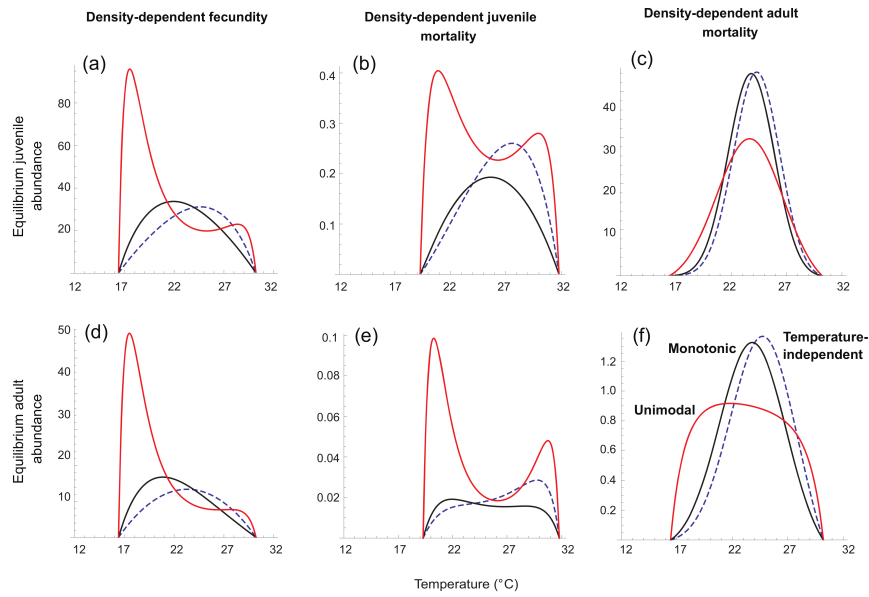 Density-dependent fecundity
Density-dependent juvenile
mortality
Density-dependent adult
mortality
Equilibrium juvenile
abundance
(a)
80
60
40
20
12 17 22 27 32
(b)
0.4
0.3
0.2
0.1
12 17 22 27 32
(c)
40
30
20
10
12 17 22 27 32
Equilibrium adult
abundance
(d)
50
40
30
20
10
12 17 22 27 32
(e)
0.1
0.08
0.06
0.04
0.02
12 17 22 27 32
(f)
Monotonic
Temperature-
independent
Unimodal
1.2
1.0
0.8
0.6
0.4
0.2
12 17 22 27 32
Temperature (°C)